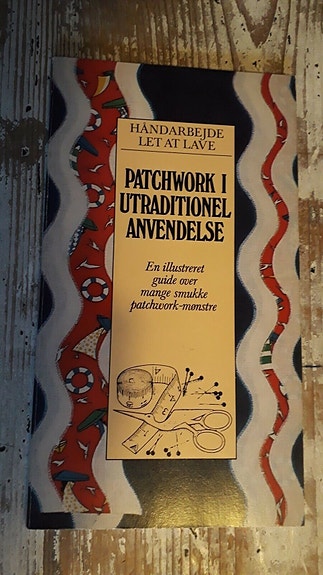 HÅNDARBEJDE
LET AT LAVE
PATCHWORK I
UTRADITIONEL
ANVENDELSE
En illustreret
guide over
mange smukke
patchwork-mønstre